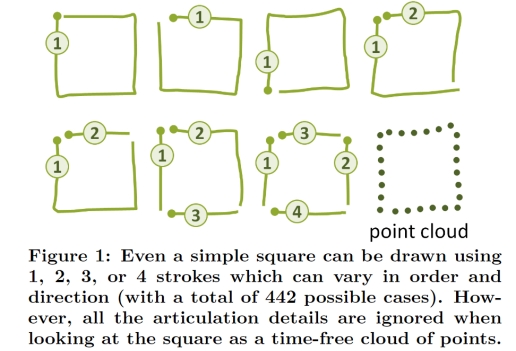 1
1
1
1
2
1
2
1
2
3
1
3
2
4
point cloud
Figure 1: Even a simple square can be drawn using
1, 2, 3, or 4 strokes which can vary in order and
direction (with a total of 442 possible cases). How-
ever, all the articulation details are ignored when
looking at the square as a time-free cloud of points.